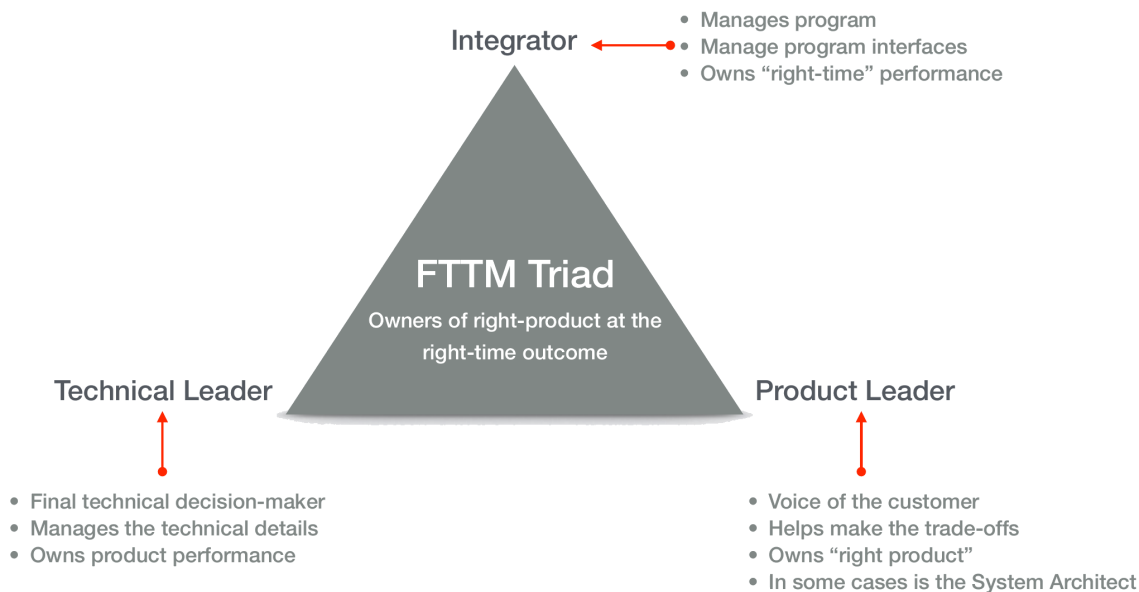 Integrator
• Manages program
• Manage program interfaces
• Owns “right-time” performance
FTTM Triad
Owners of right-product at the
right-time outcome
Technical Leader
• Final technical decision-maker
• Manages the technical details
• Owns product performance
Product Leader
• Voice of the customer
• Helps make the trade-offs
• Owns “right product”
• In some cases is the System Architect